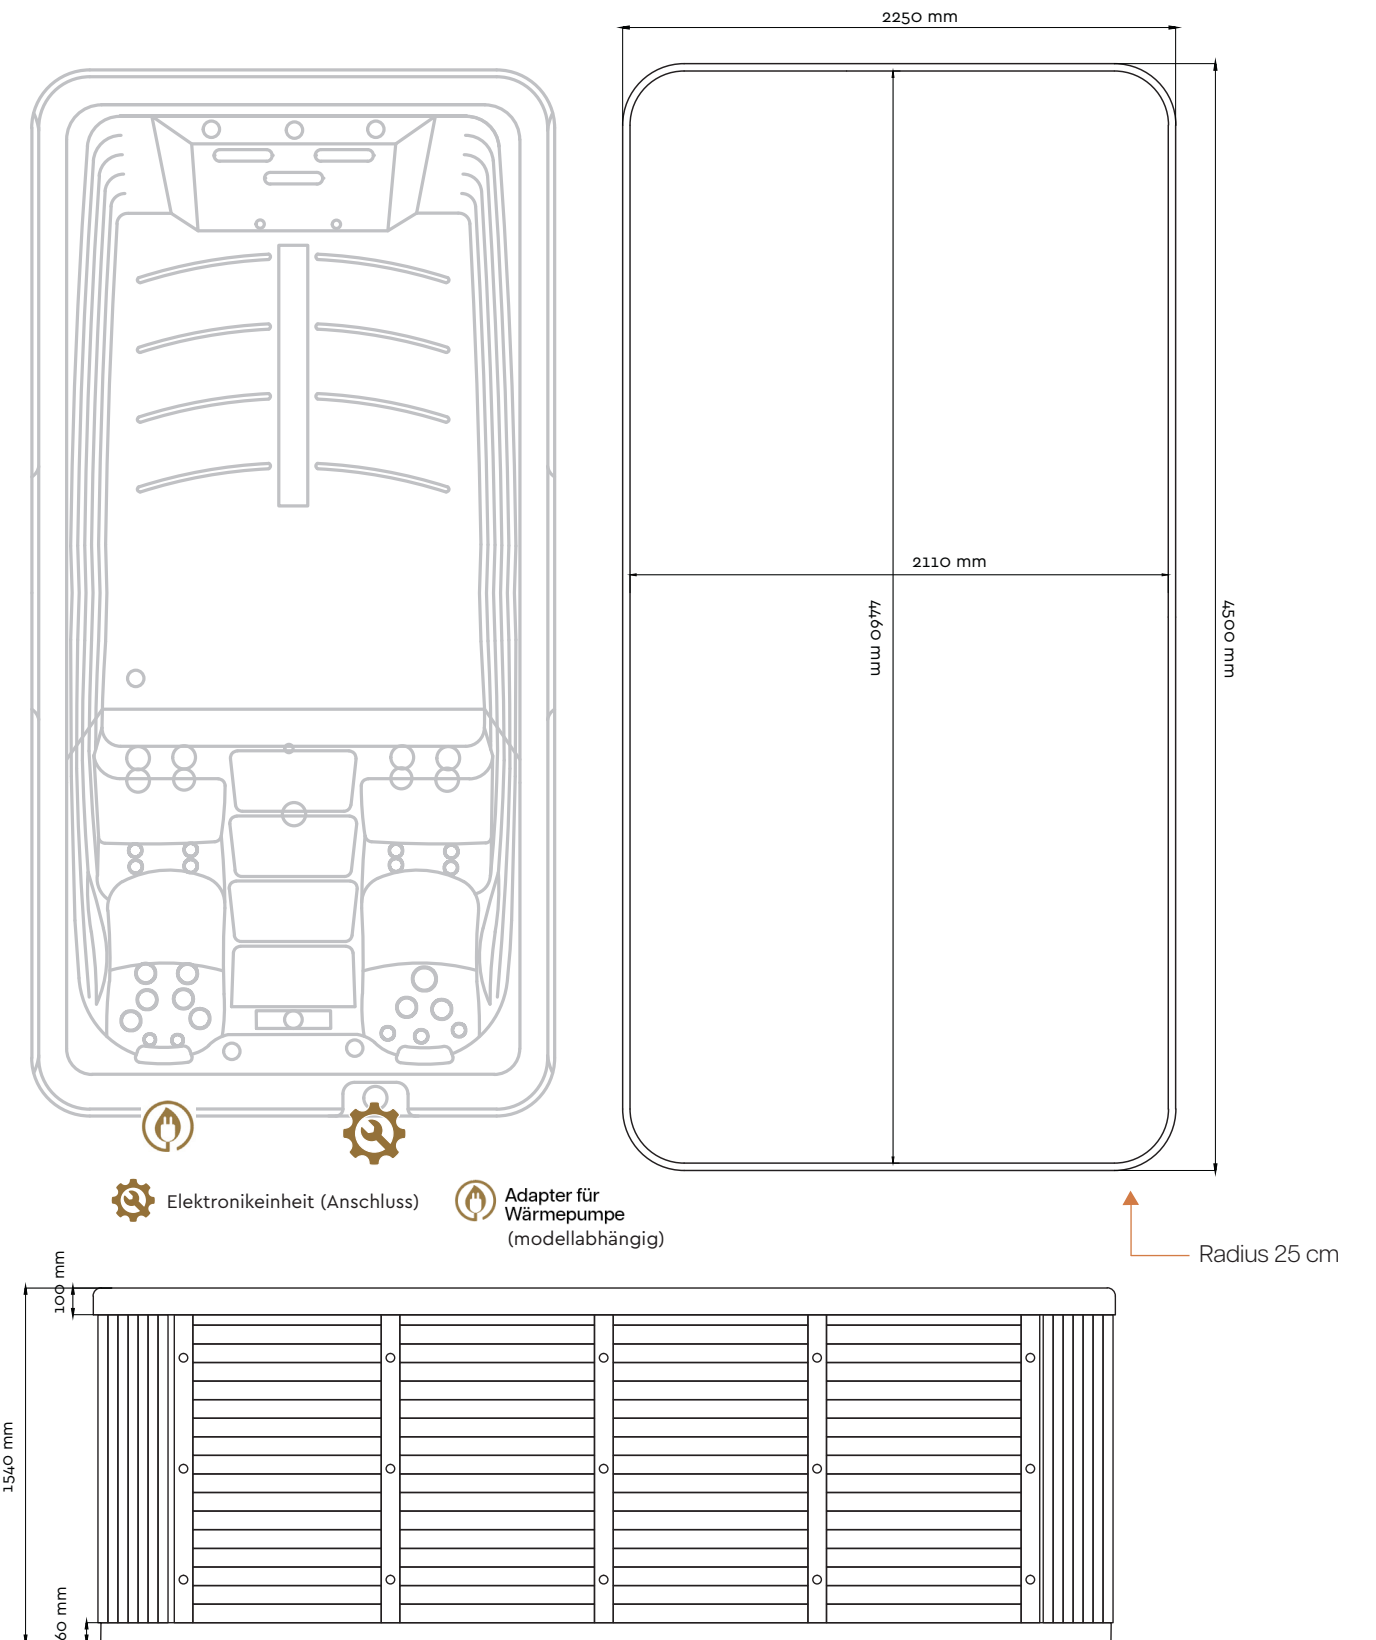 2250 mm
2110 mm
4460 mm
4500 mm
Elektronikeinheit (Anschluss)
Adapter für
Wärmepumpe
(modellabhängig)
Radius 25 cm
100 mm
1540 mm
60 mm